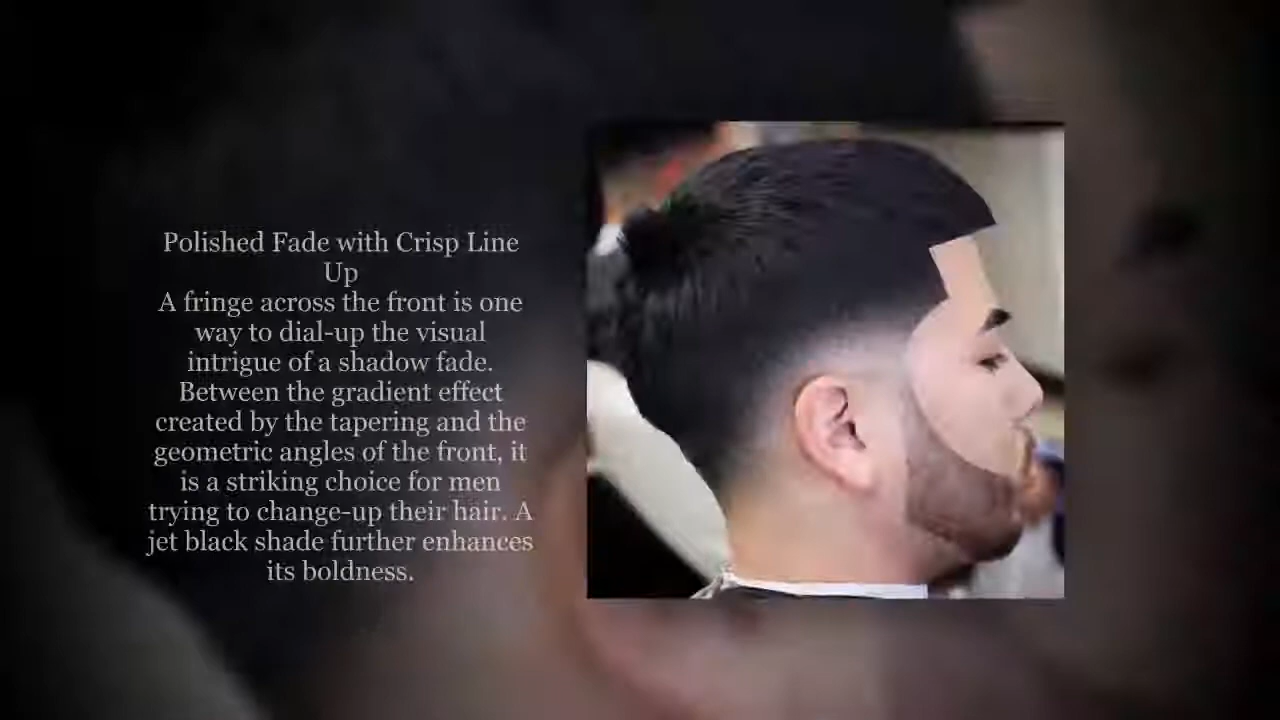 Polished Fade with Crisp Line
Up
A fringe across the front is one
way to dial-up the visual
intrigue of a shadow fade.
Between the gradient effect
created by the tapering and the
geometric angles of the front, it
is a striking choice for men
trying to change-up their hair. A
jet black shade further enhances
its boldness.